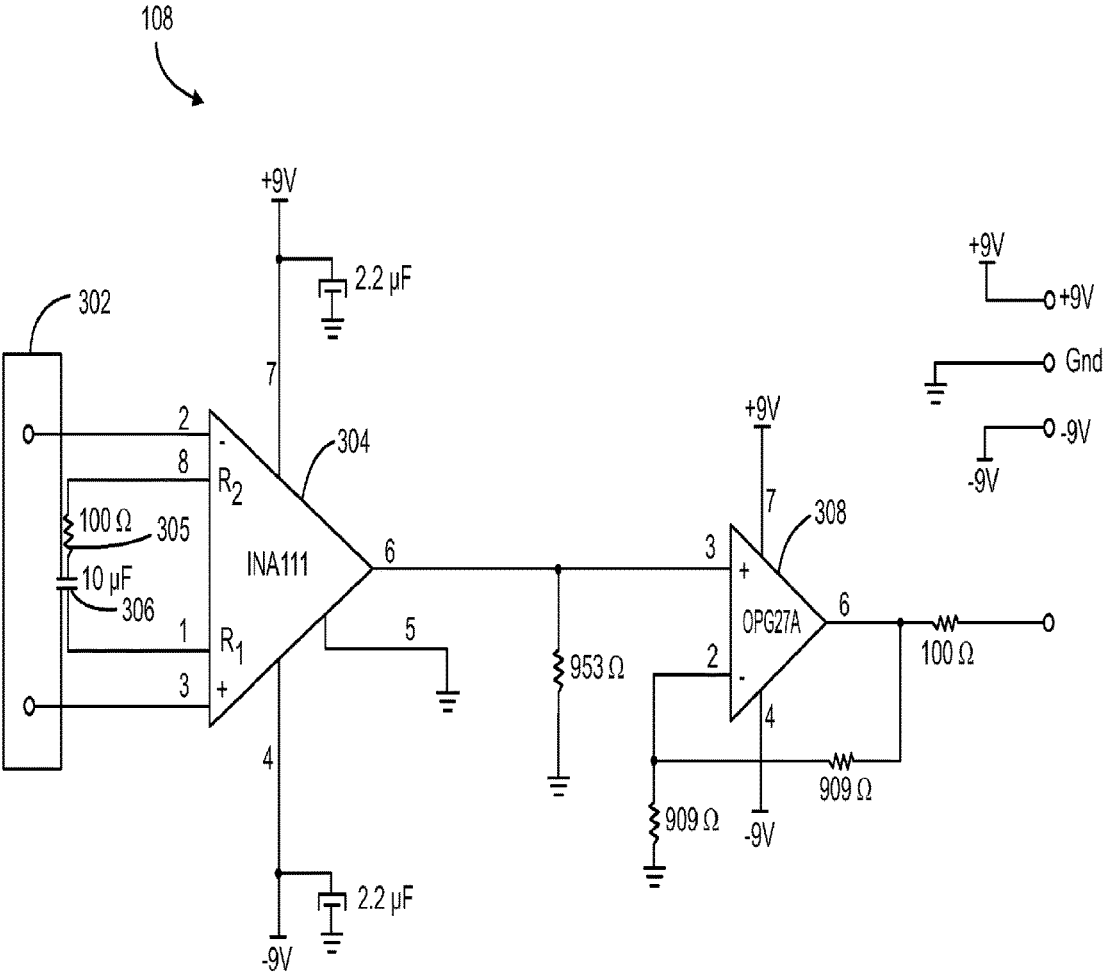 108
+9V
2.2 µF
302
7
+9V
+9V
Gnd
-9V
-9V
2
-
304
+9V
8
R2
7
308
100 Ω
305
INA111
6
3
+
10 µF
306
OPG27A
6
1
R1
5
953 Ω
2
-
100 Ω
3
+
4
4
909 Ω
909 Ω
-9V
2.2 µF
-9V